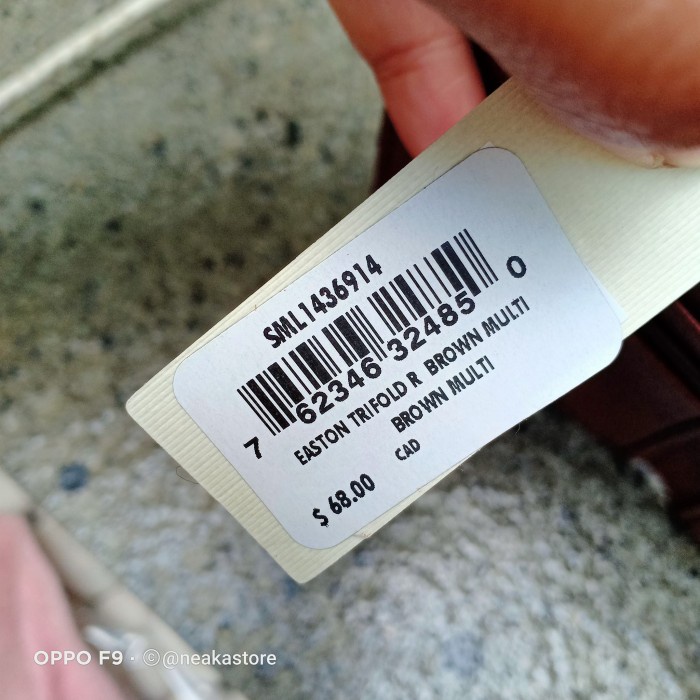 SML1436914
7 62346 32485 0
EASTON TRIFOLD R BROWN MULTI
BROWN MULTI
$ 68.00 CAD
OPPO F9 · ©@neakastore